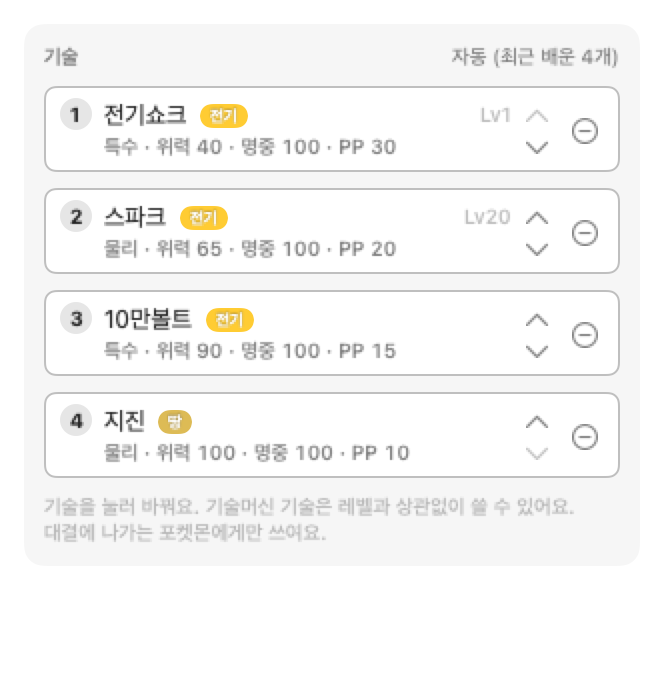 기술 자동 (최근 배운 4개)
1 전기쇼크 전기 Lv1
특수 · 위력 40 · 명중 100 · PP 30
2 스파크 전기 Lv20
물리 · 위력 65 · 명중 100 · PP 20
3 10만볼트 전기
특수 · 위력 90 · 명중 100 · PP 15
4 지진 땅
물리 · 위력 100 · 명중 100 · PP 10
기술을 눌러 바꿔요. 기술머신 기술은 레벨과 상관없이 쓸 수 있어요.
대결에 나가는 포켓몬에게만 쓰여요.